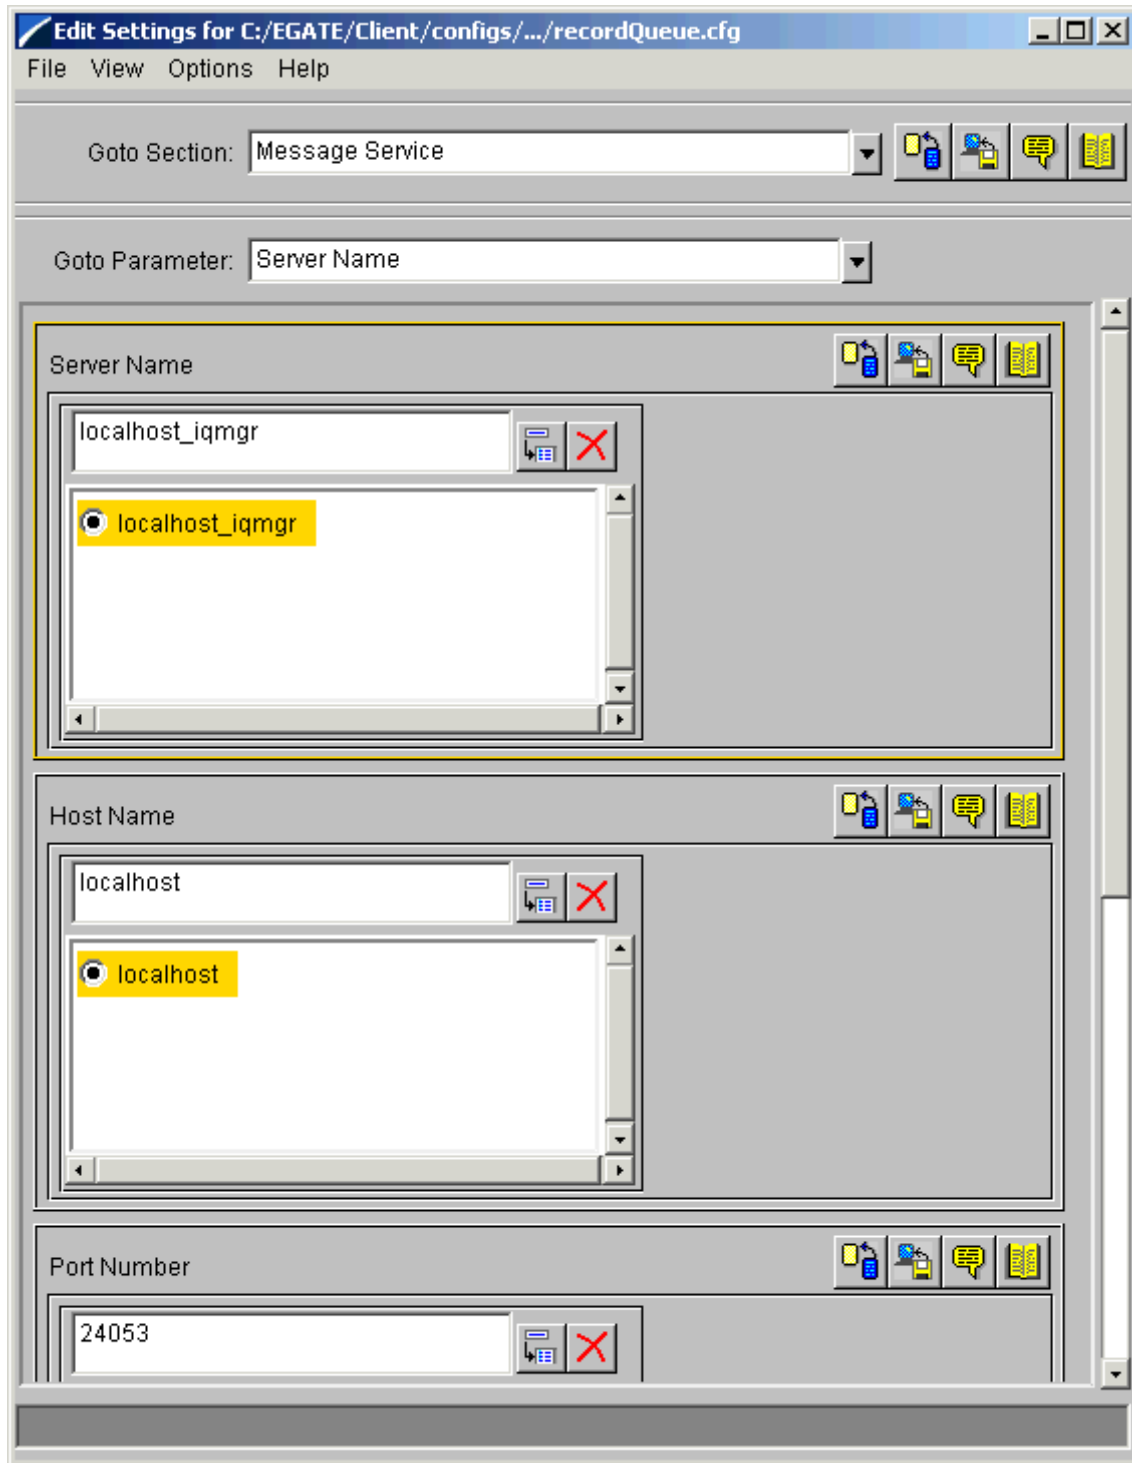 Edit Settings for C:/EGATE/Client/configs/.../recordQueue.cfg
File View Options Help
Goto Section: Message Service
Goto Parameter: Server Name
Server Name
localhost_iqmgr
localhost_iqmgr
Host Name
localhost
localhost
Port Number
24053